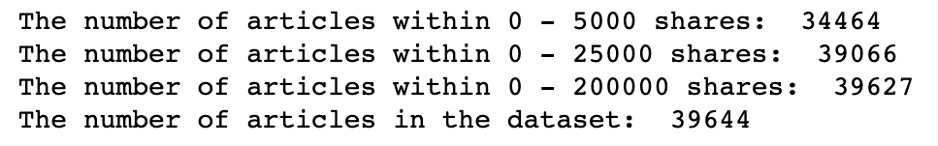 The number of articles within 0 - 5000 shares:  34464
The number of articles within 0 - 25000 shares:  39066
The number of articles within 0 - 200000 shares:  39627
The number of articles in the dataset:  39644